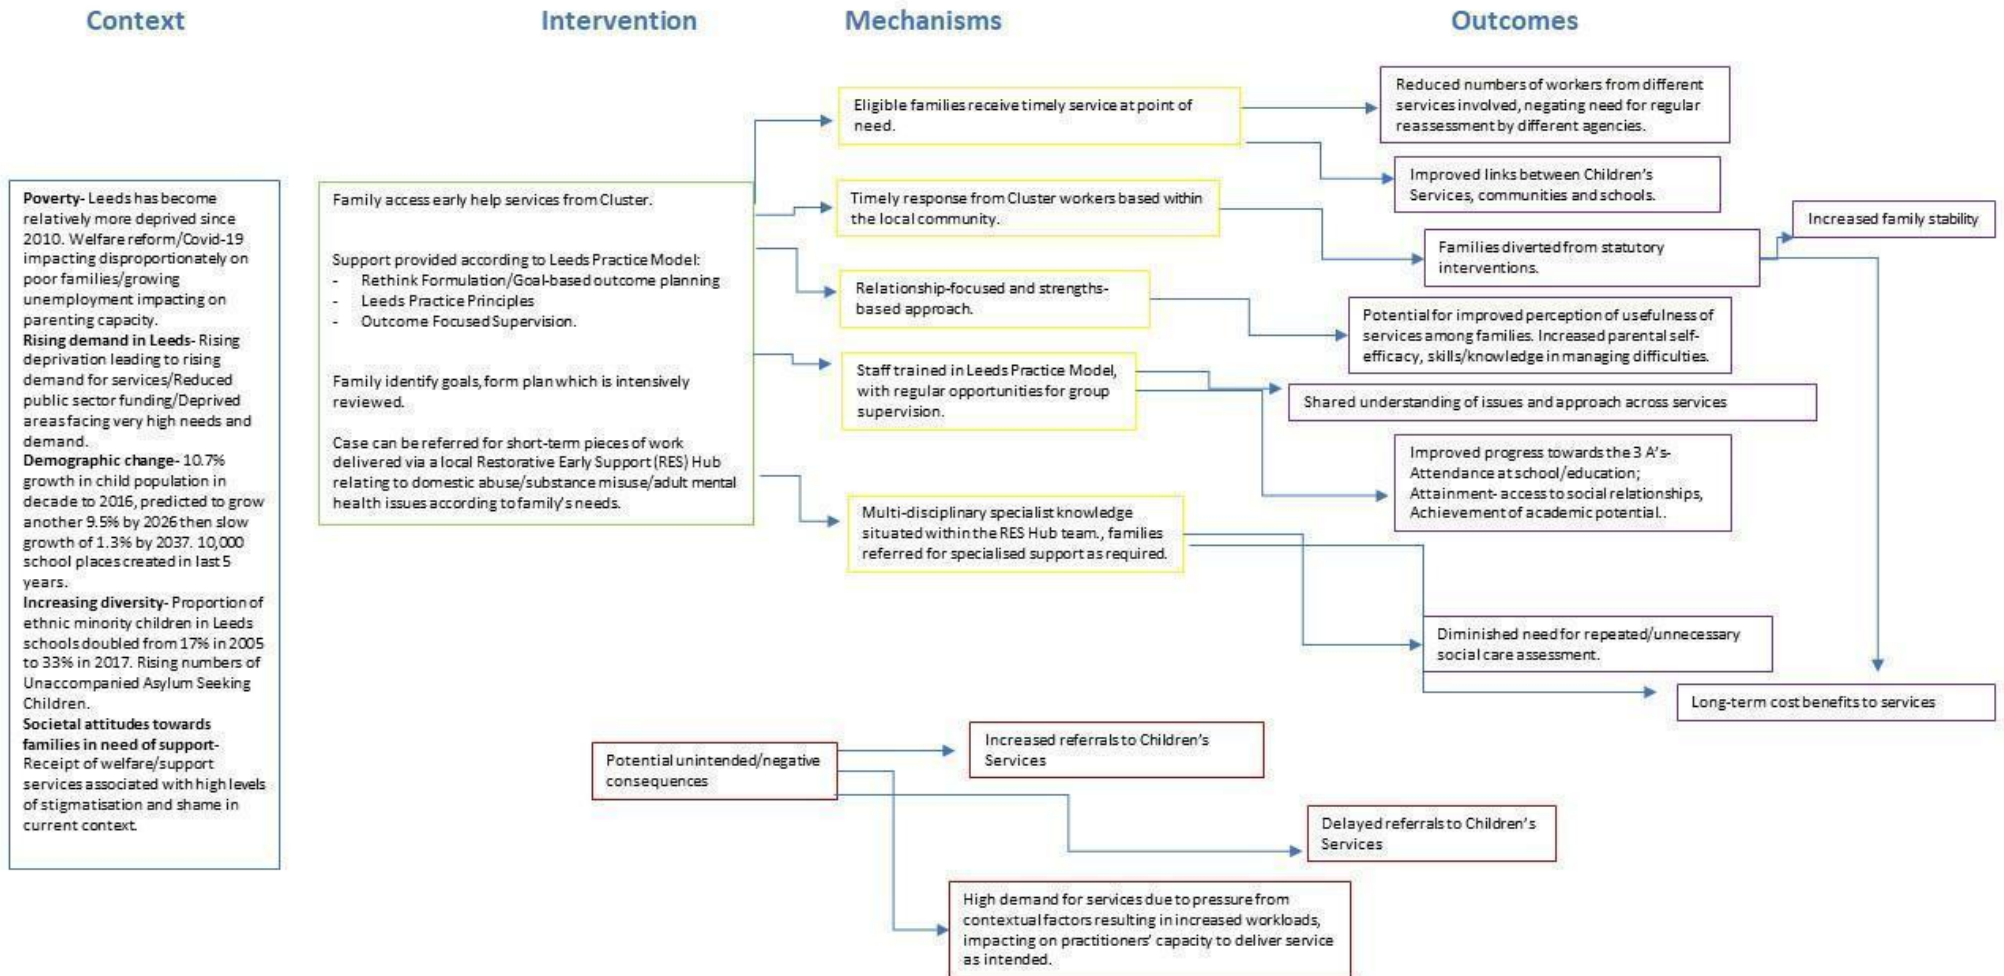 Context
Intervention
Mechanisms
Outcomes
Poverty- Leeds has become
relatively more deprived since
2010. Welfare reform/Covid-19
impacting disproportionately on
poor families/growing
unemployment impacting on
parenting capacity.
Rising demand in Leeds- Rising
deprivation leading to rising
demand for services/Reduced
public sector funding/Deprived
areas facing very high needs and
demand.
Demographic change- 10.7%
growth in child population in
decade to 2016, predicted to grow
another 9.5% by 2026 then slow
growth of 1.3% by 2037. 10,000
school places created in last 5
years.
Increasing diversity- Proportion of
ethnic minority children in Leeds
schools doubled from 17% in 2005
to 33% in 2017. Rising numbers of
Unaccompanied Asylum Seeking
Children.
Societal attitudes towards
families in need of support-
Receipt of welfare/support
services associated with high levels
of stigmatisation and shame in
current context.
Family access early help services from Cluster.
Support provided according to Leeds Practice Model:
- Rethink Formulation/Goal-based outcome planning
- Leeds Practice Principles
- Outcome Focused Supervision.
Family identify goals, form plan which is intensively
reviewed.
Case can be referred for short-term pieces of work
delivered via a local Restorative Early Support (RES) Hub
relating to domestic abuse/substance misuse/adult mental
health issues according to family's needs.
Eligible families receive timely service at point of
need.
Timely response from Cluster workers based within
the local community.
Relationship-focused and strengths-
based approach.
Staff trained in Leeds Practice Model,
with regular opportunities for group
supervision.
Multi-disciplinary specialist knowledge
situated within the RES Hub team., families
referred for specialised support as required.
Reduced numbers of workers from different
services involved, negating need for regular
reassessment by different agencies.
Improved links between Children's
Services, communities and schools.
Increased family stability
Families diverted from statutory
interventions.
Potential for improved perception of usefulness of
services among families. Increased parental self-
efficacy, skills/knowledge in managing difficulties.
Shared understanding of issues and approach across services
Improved progress towards the 3 A's-
Attendance at school/education;
Attainment- access to social relationships,
Achievement of academic potential..
Diminished need for repeated/unnecessary
social care assessment.
Long-term cost benefits to services
Potential unintended/negative
consequences
Increased referrals to Children's
Services
Delayed referrals to Children's
Services
High demand for services due to pressure from
contextual factors resulting in increased workloads,
impacting on practitioners' capacity to deliver service
as intended.